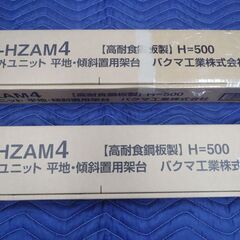 -HZAM4 【高耐食鋼板製】H=500
外ユニット 平地・傾斜置用架台 バクマ工業株式会
HZAM4 【高耐食鋼板製】H=500
外ユニット 平地・傾斜置用架台 バクマ工業株式